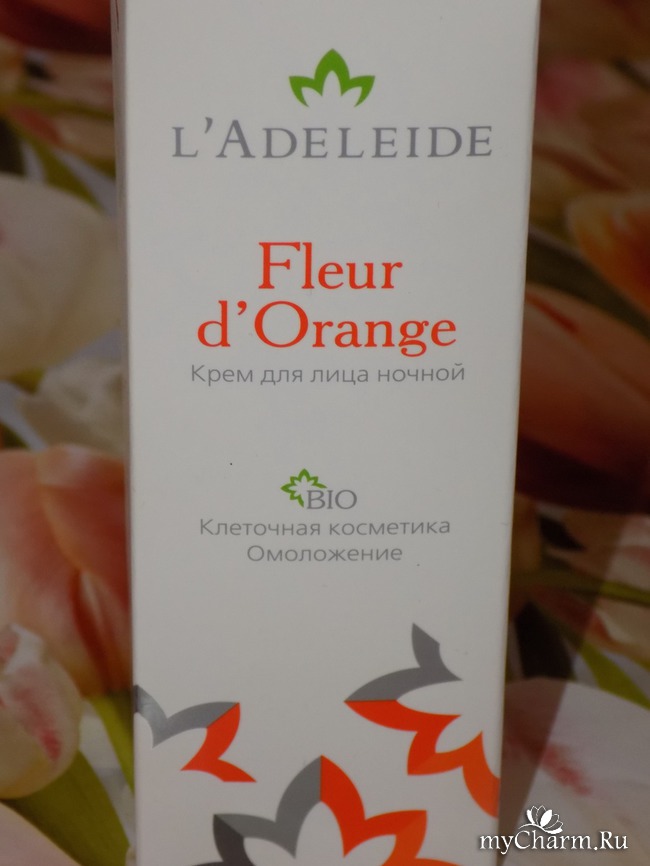 L'ADELEIDE
Fleur
d'Orange
Крем для лица ночной
BIO
Клеточная косметика
Омоложение
myCharm.Ru